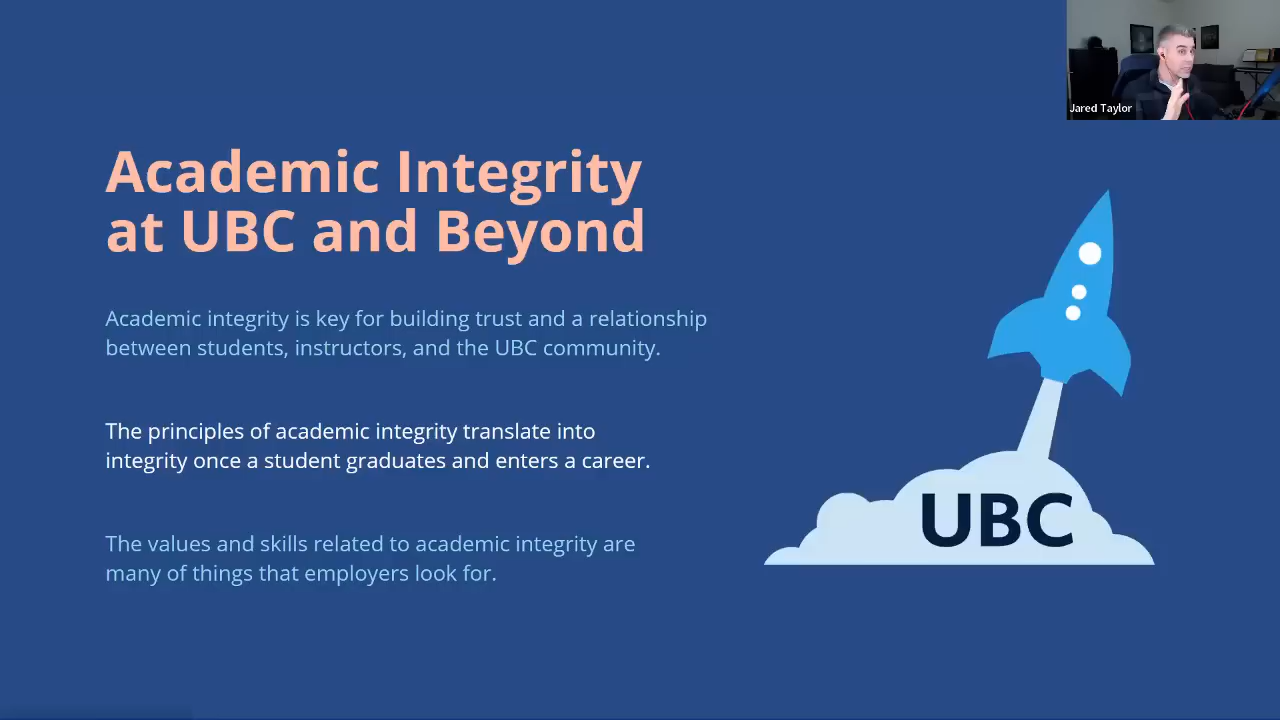 Jared Taylor
Academic Integrity
at UBC and Beyond
Academic integrity is key for building trust and a relationship
between students, instructors, and the UBC community.
The principles of academic integrity translate into
integrity once a student graduates and enters a career.
The values and skills related to academic integrity are
many of things that employers look for.
UBC